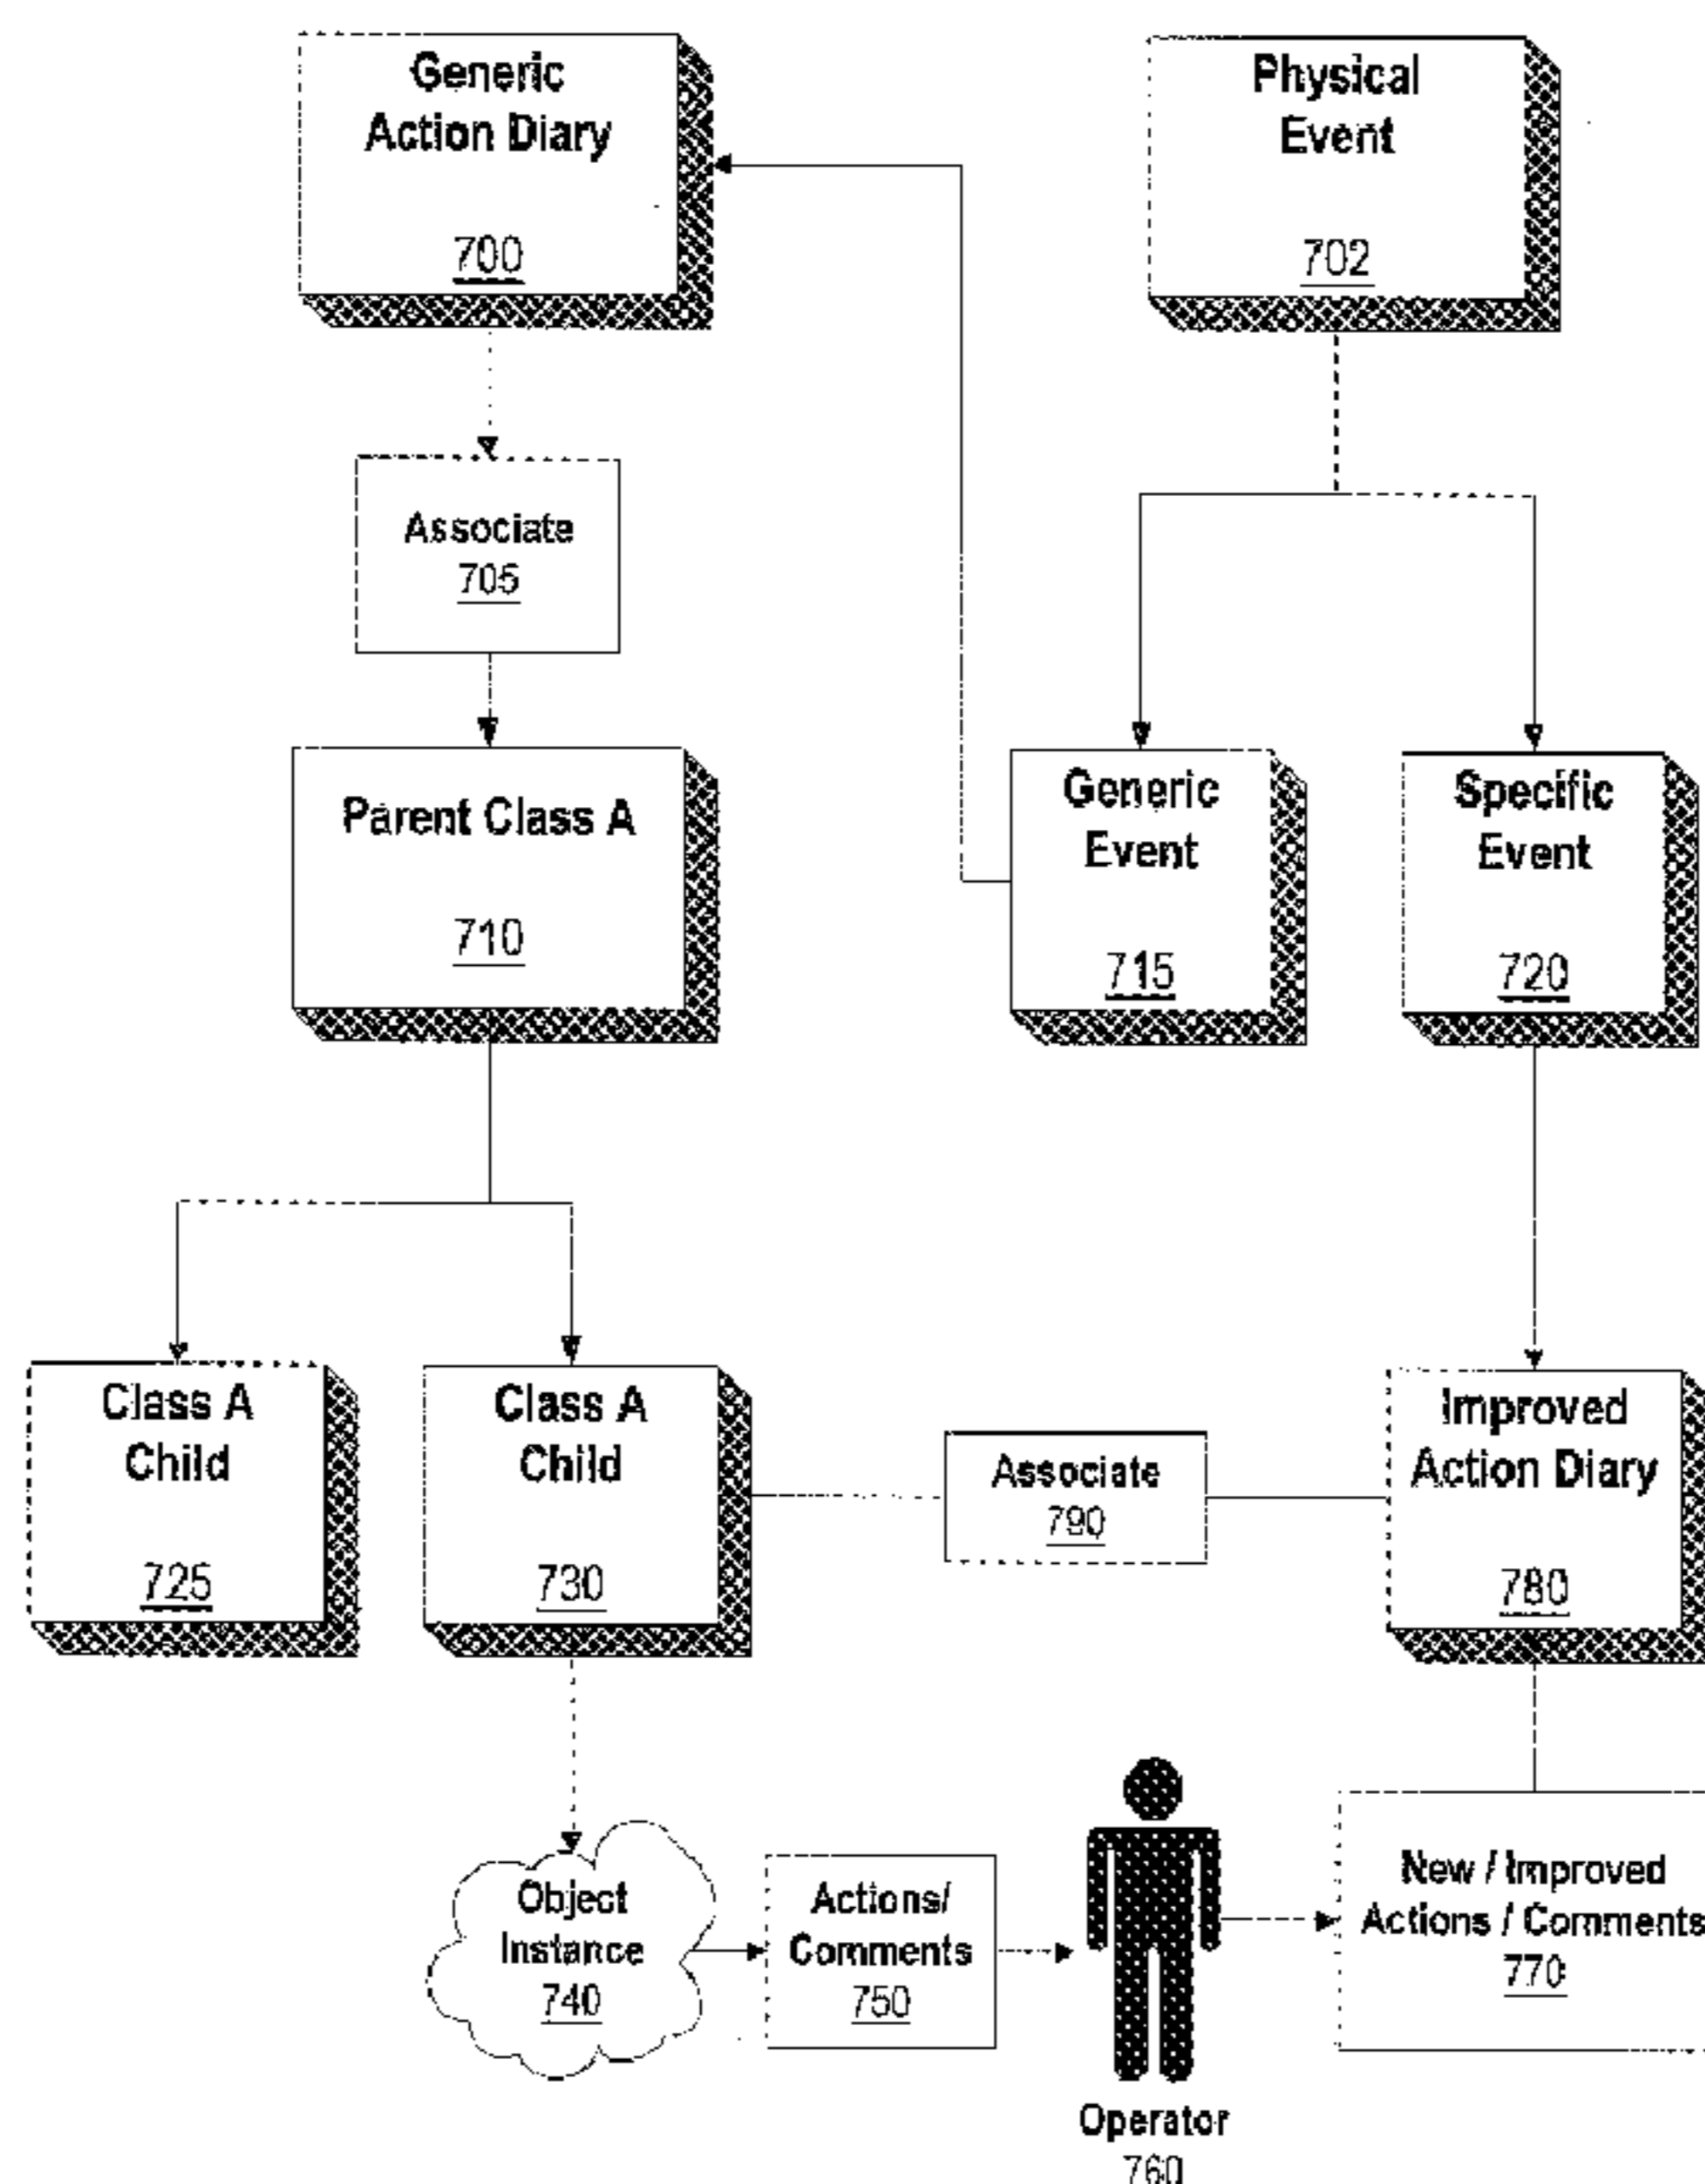 Generic
Action Diary
700
Physical
Event
702
Associate
705
Parent Class A
710
Generic
Event
715
Specific
Event
720
Class A
Child
725
Class A
Child
730
Associate
790
Improved
Action Diary
780
Object
Instance
740
Actions/
Comments
750
Operator
760
New / Improved
Actions / Comments
770